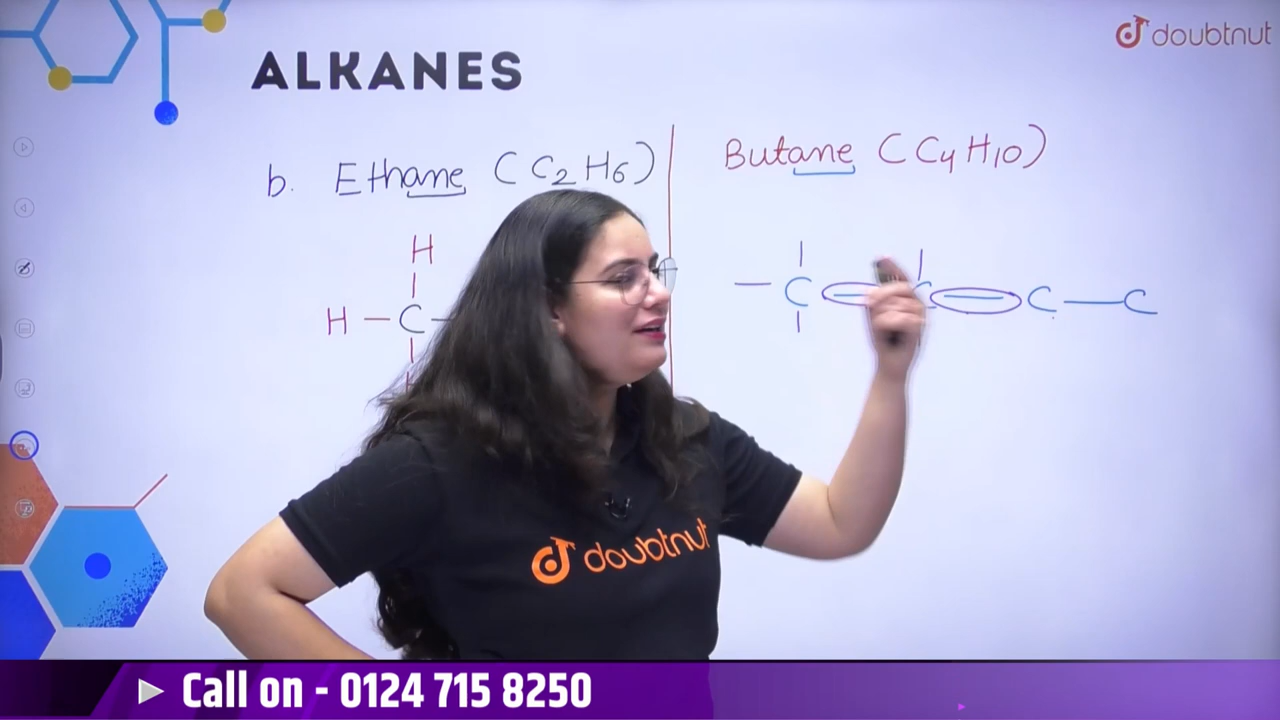 doubtnut
ALKANES
b. Ethane (C2H6)
Butane (C4H10)
H
H – C –
– C – C – C — C
doubtnut
Call on - 0124 715 8250